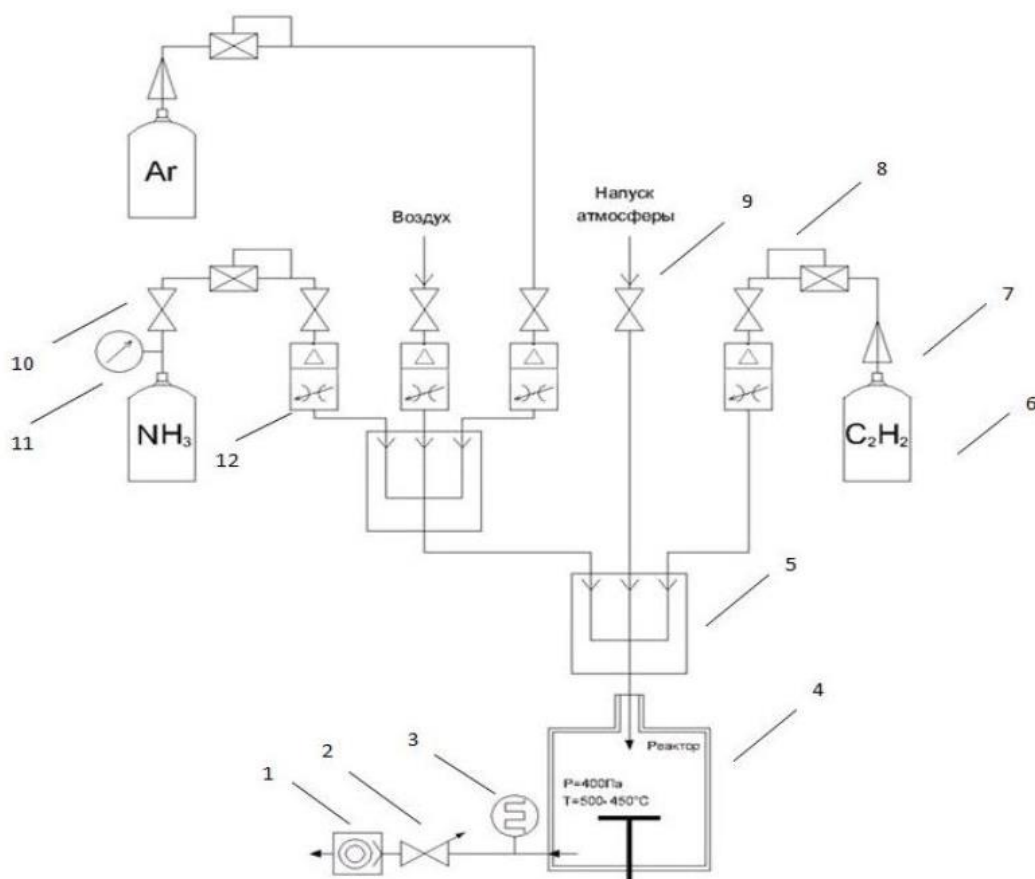 Ar
Воздух
Напуск
атмосферы
9
8
7
6
10
11
NH₃
12
C₂H₂
5
4
3
2
1
Реактор
P=400Па
T=500-450°C